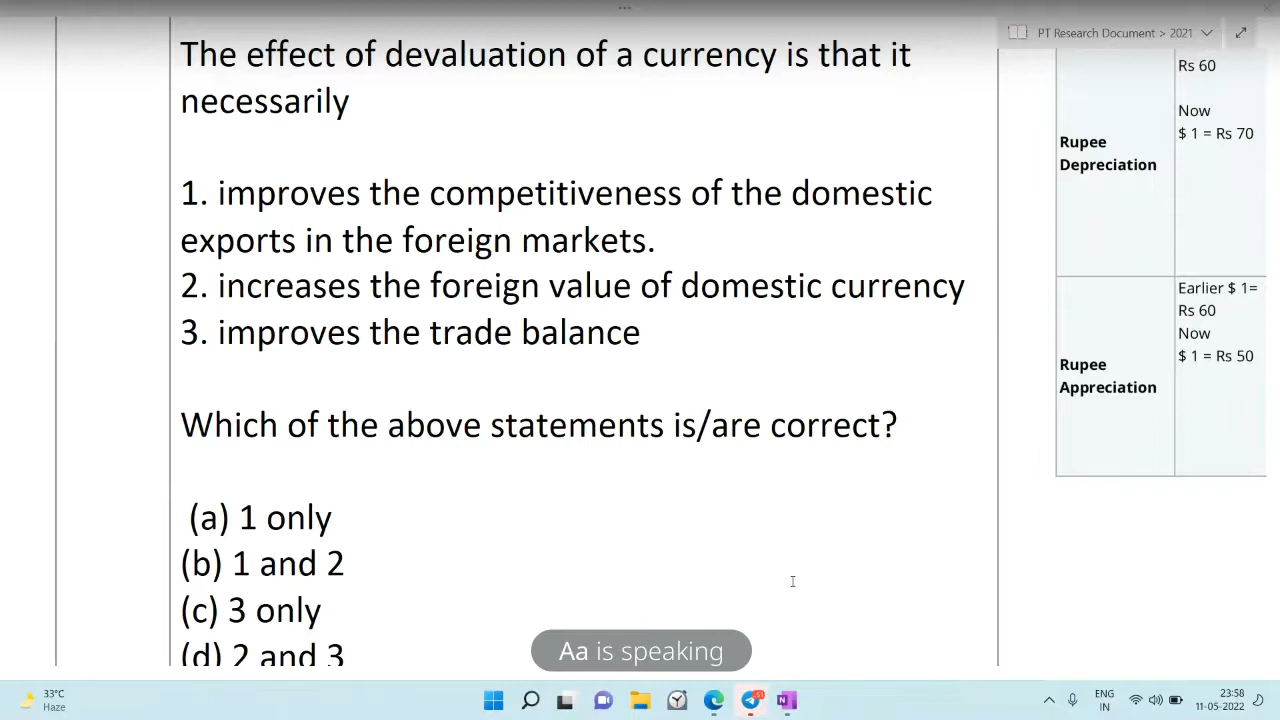 PT Research Document > 2021
The effect of devaluation of a currency is that it
necessarily
1. improves the competitiveness of the domestic
exports in the foreign markets.
2. increases the foreign value of domestic currency
3. improves the trade balance
Which of the above statements is/are correct?
(a) 1 only
(b) 1 and 2
(c) 3 only
(d) 2 and 3
Rs 60
Now
$ 1 = Rs 70
Rupee
Depreciation
Earlier $ 1=
Rs 60
Now
$ 1 = Rs 50
Rupee
Appreciation
Aa is speaking
33°C
Haze
51
ENG
IN
23:58
11-05-2022